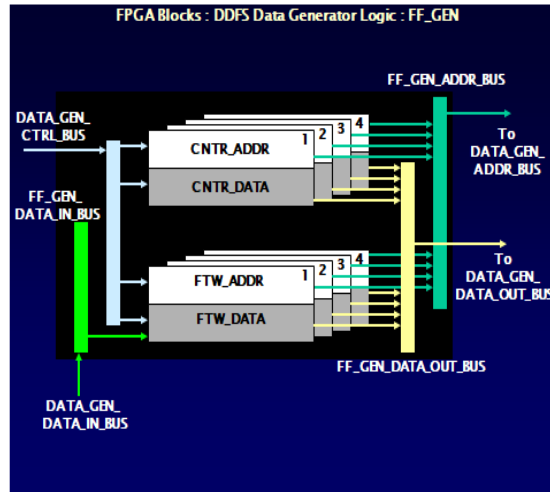 FPGA Blocks : DDFS Data Generator Logic : FF_GEN
FF_GEN_ADDR_BUS
DATA_GEN_
CTRL_BUS
4
3
2
1
CNTR_ADDR
CNTR_DATA
To
DATA_GEN_
ADDR_BUS
FF_GEN_
DATA_IN_BUS
4
3
2
1
FTW_ADDR
FTW_DATA
To
DATA_GEN_
DATA_OUT_BUS
FF_GEN_DATA_OUT_BUS
DATA_GEN_
DATA_IN_BUS